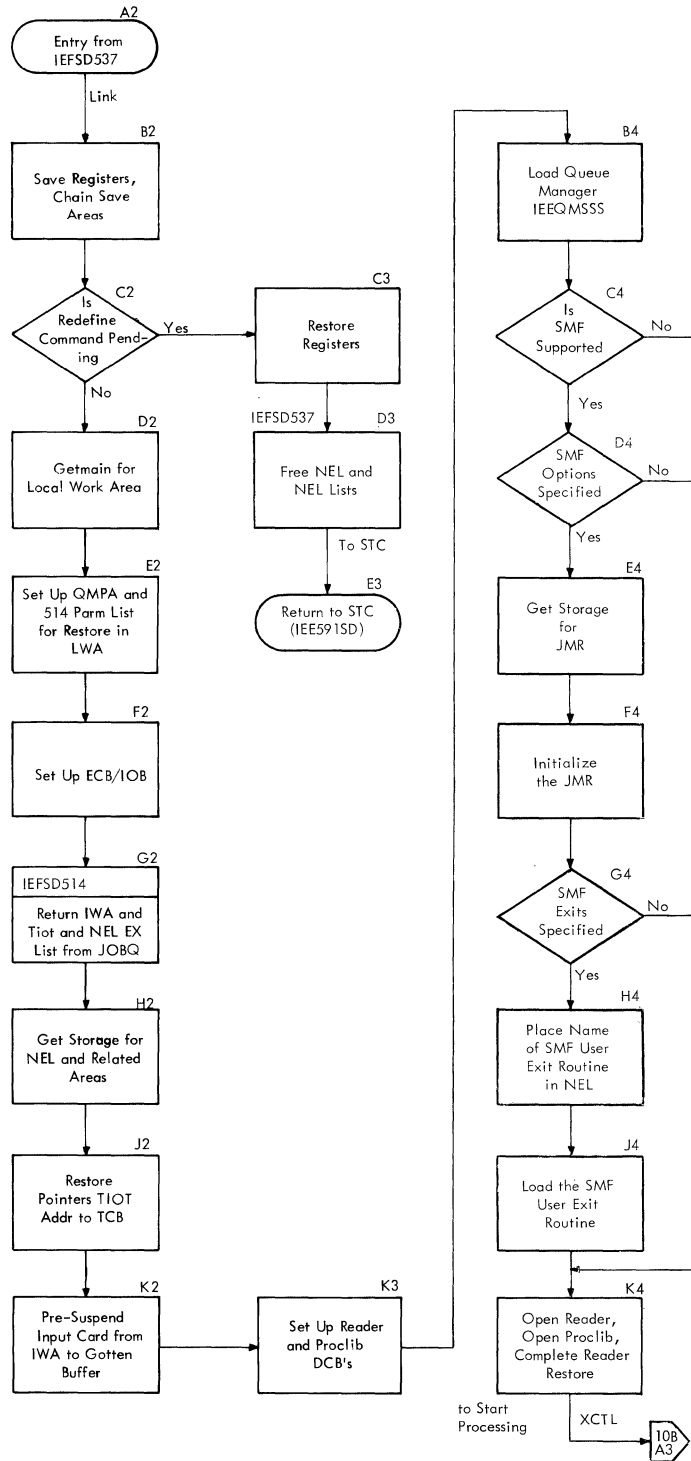 A2
Entry from
IEFSD537
Link
B2
Save Registers,
Chain Save
Areas
C2
Is
Redefine
Command Pend-
ing
Yes
No
C3
Restore
Registers
D2
Getmain for
Local Work Area
IEFSD537
D3
Free NEL and
NEL Lists
To STC
E2
Set Up QMPA and
514 Parm List
for Restore in
LWA
E3
Return to STC
(IEE591SD)
F2
Set Up ECB/IOB
G2
IEFSD514
Return IWA and
Tiot and NEL EX
List from JOBQ
H2
Get Storage for
NEL and Related
Areas
J2
Restore
Pointers TIOT
Addr to TCB
K2
Pre-Suspend
Input Card from
IWA to Gotten
Buffer
K3
Set Up Reader
and Proclib
DCB's
B4
Load Queue
Manager
IEEQMSSS
C4
Is
SMF
Supported
No
Yes
D4
SMF
Options
Specified
No
Yes
E4
Get Storage
for
JMR
F4
Initialize
the JMR
G4
SMF
Exits
Specified
No
Yes
H4
Place Name
of SMF User
Exit Routine
in NEL
J4
Load the SMF
User Exit
Routine
K4
Open Reader,
Open Proclib,
Complete Reader
Restore
to Start
Processing
XCTL
10B
A3